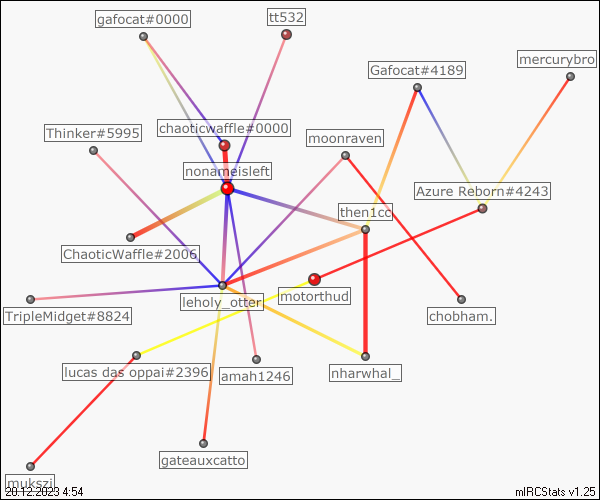 gafocat#0000
tt532
mercurybro
Gafocat#4189
chaoticwaffle#0000
Thinker#5995
moonraven
nonameisleft
Azure Reborn#4243
then1cc
ChaoticWaffle#2006
leholy_otter
motorthud
TripleMidget#8824
chobham.
lucas das oppai#2396
amah1246
nharwhal_
gateauxcatto
mukszi
20.12.2023 4:54
mIRCStats v1.25